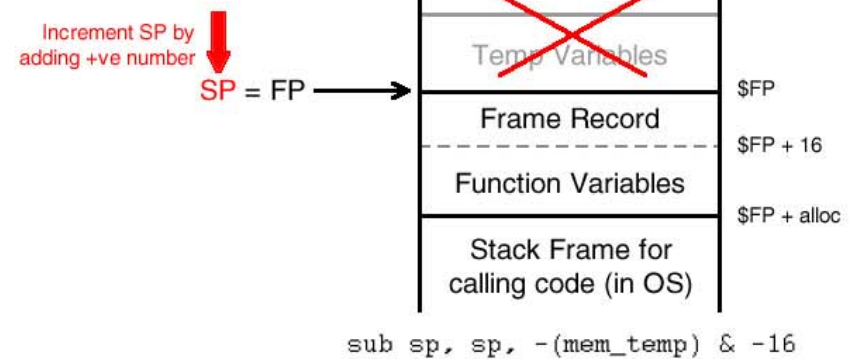 Increment SP by
adding +ve number
Temp Variables
SP = FP
$FP
Frame Record
$FP + 16
Function Variables
$FP + alloc
Stack Frame for
calling code (in OS)
sub sp, sp, -(mem_temp) & -16